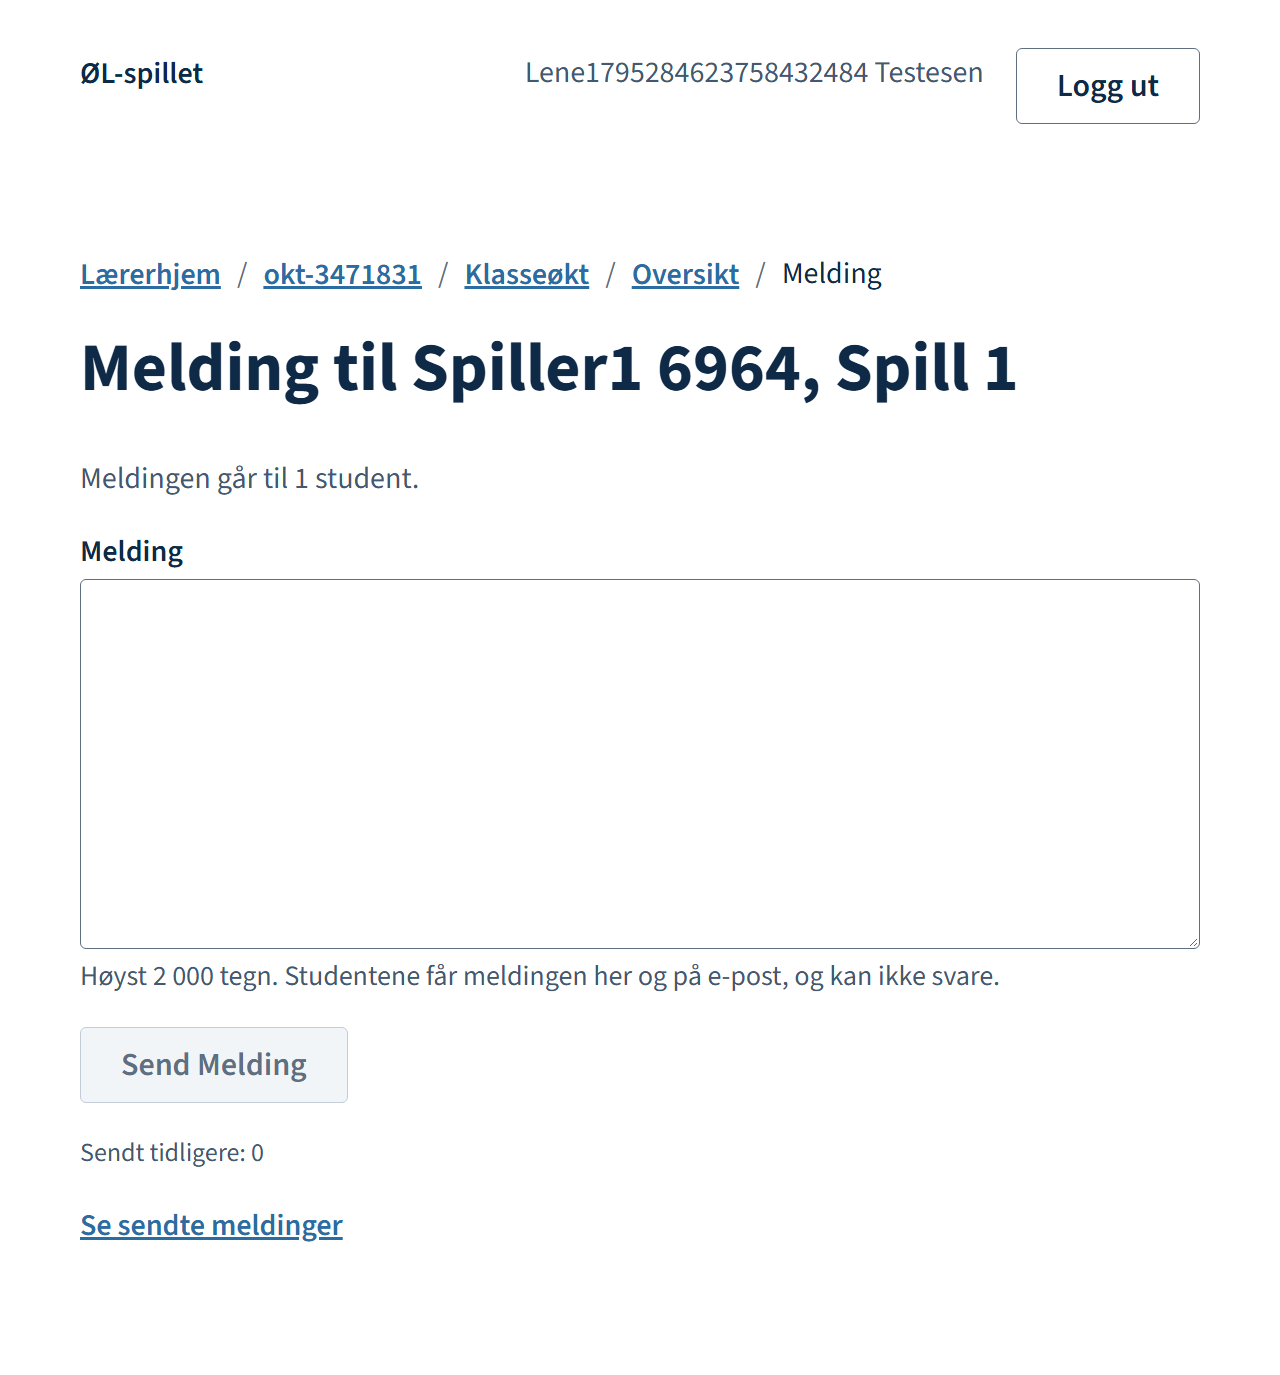 ØL-spillet
Lene1795284623758432484 Testesen
Logg ut
Lærerhjem / okt-3471831 / Klasseøkt / Oversikt / Melding
Melding til Spiller1 6964, Spill 1
Meldingen går til 1 student.
Melding
Høyst 2 000 tegn. Studentene får meldingen her og på e-post, og kan ikke svare.
Send Melding
Sendt tidligere: 0
Se sendte meldinger